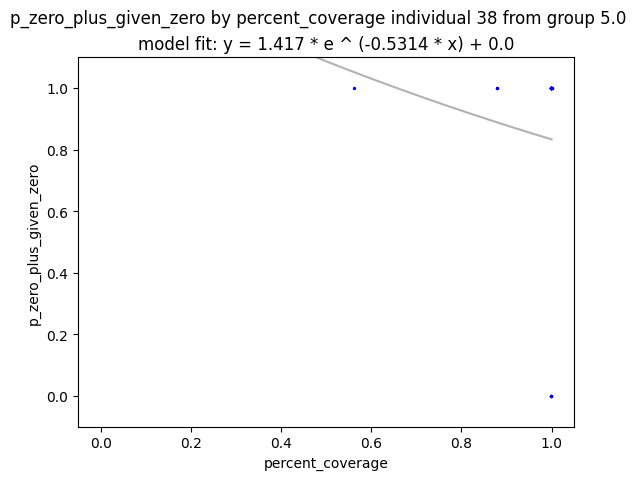 p_zero_plus_given_zero by percent_coverage individual 38 from group 5.0
model fit: y = 1.417 * e ^ (-0.5314 * x) + 0.0
1.0
0.8
0.6
0.4
0.2
0.0
p_zero_plus_given_zero
0.0 0.2 0.4 0.6 0.8 1.0
percent_coverage